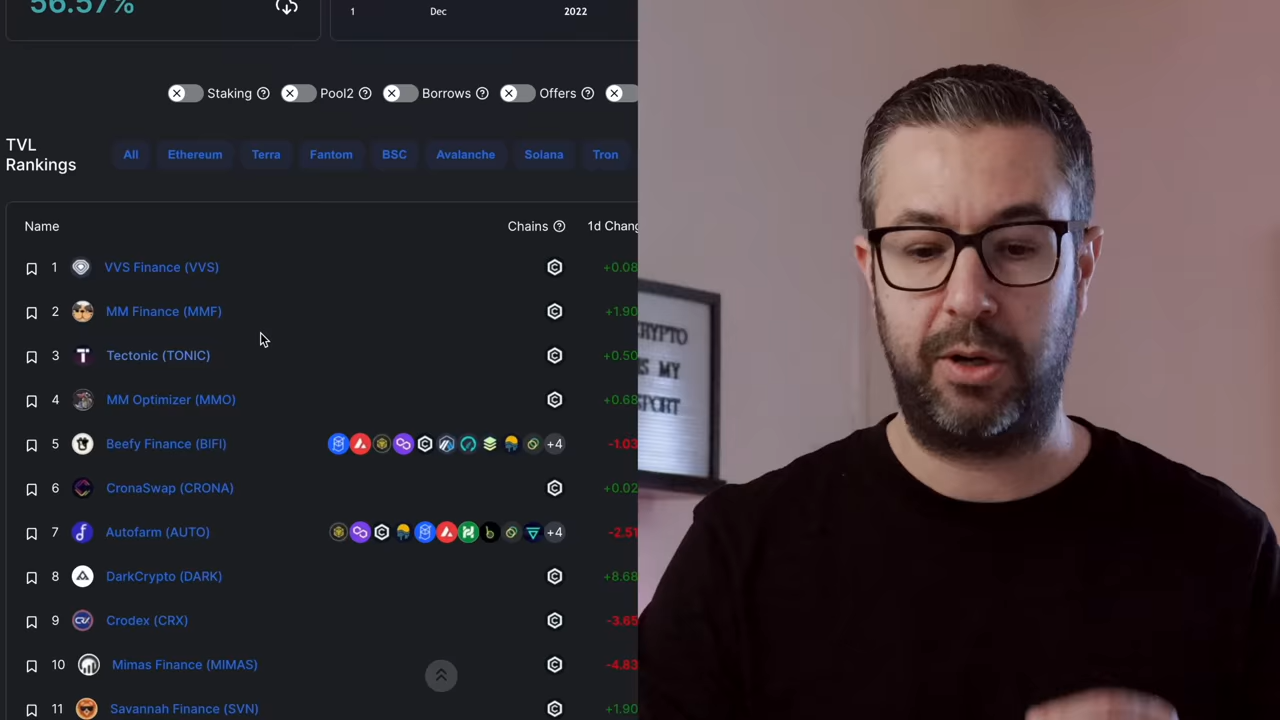 56.57%
1 Dec 2022
Staking Pool2 Borrows Offers
TVL
Rankings
All Ethereum Terra Fantom BSC Avalanche Solana Tron
Name Chains 1d Chang
1 VVS Finance (VVS) +0.08
2 MM Finance (MMF) +1.90
3 Tectonic (TONIC) +0.50
4 MM Optimizer (MMO) +0.68
5 Beefy Finance (BIFI) +4 -1.03
6 CronaSwap (CRONA) +0.02
7 Autofarm (AUTO) +4 -2.51
8 DarkCrypto (DARK) +8.68
9 Crodex (CRX) -3.65
10 Mimas Finance (MIMAS) -4.83
11 Savannah Finance (SVN) +1.90
CRYPTO
IS MY
SPORT